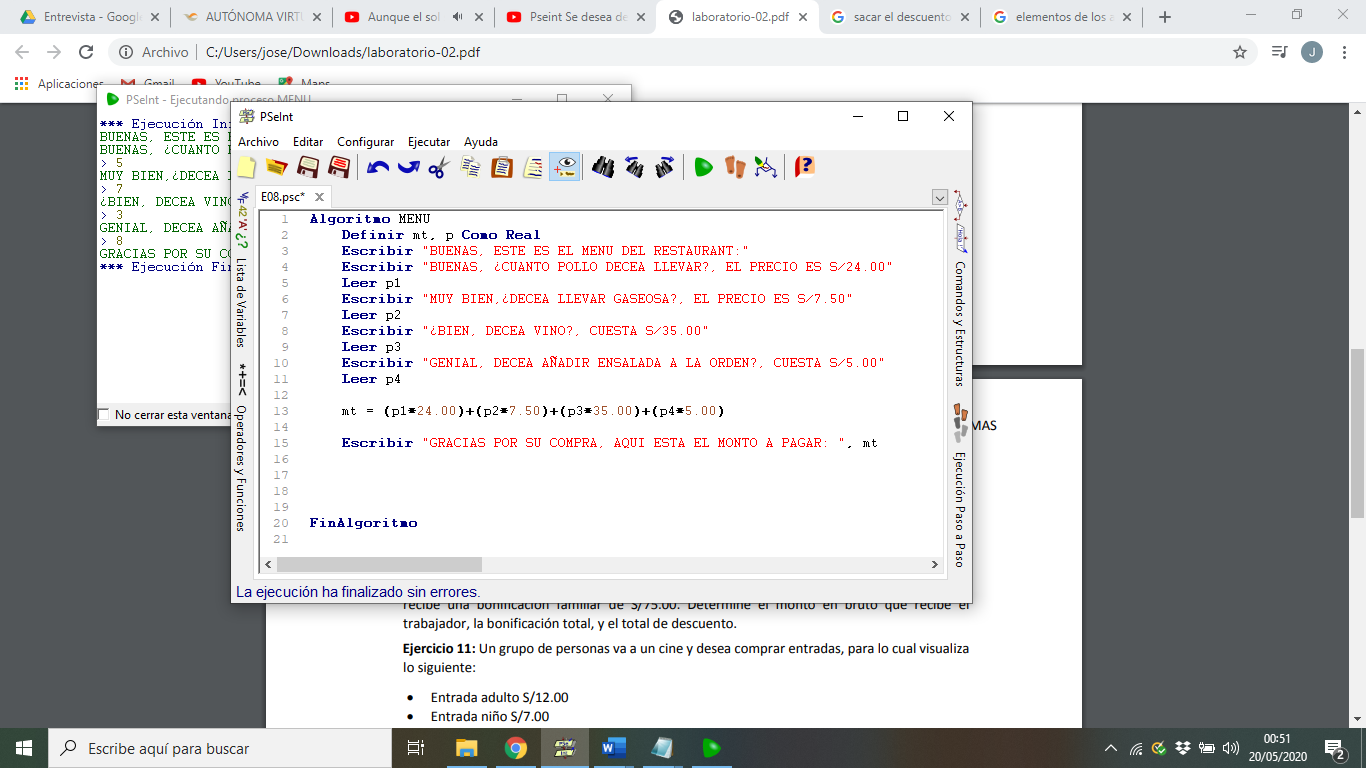 Entrevista - Googl
AUTÓNOMA VIRTU
Aunque el sol
Pseint Se desea de
laboratorio-02.pdf
sacar el descuento
elementos de los a
Archivo
C:/Users/jose/Downloads/laboratorio-02.pdf
J
Aplicaciones
Gmail
YouTube
Maps
PSeInt - Ejecutando proceso MENU
*** Ejecución Ini
BUENAS, ESTE ES E
BUENAS, ¿CUANTO P
> 5
MUY BIEN,¿DECEA L
> 7
¿BIEN, DECEA VINO
> 3
GENIAL, DECEA AÑA
> 8
GRACIAS POR SU CO
*** Ejecución Fin
No cerrar esta ventana
PSeInt
Archivo Editar Configurar Ejecutar Ayuda
E08.psc*
Lista de Variables
Operadores y Funciones
1 Algoritmo MENU
2 Definir mt, p Como Real
3 Escribir "BUENAS, ESTE ES EL MENU DEL RESTAURANT:"
4 Escribir "BUENAS, ¿CUANTO POLLO DECEA LLEVAR?, EL PRECIO ES S/24.00"
5 Leer p1
6 Escribir "MUY BIEN,¿DECEA LLEVAR GASEOSA?, EL PRECIO ES S/7.50"
7 Leer p2
8 Escribir "¿BIEN, DECEA VINO?, CUESTA S/35.00"
9 Leer p3
10 Escribir "GENIAL, DECEA AÑADIR ENSALADA A LA ORDEN?, CUESTA S/5.00"
11 Leer p4
12
13 mt = (p1*24.00)+(p2*7.50)+(p3*35.00)+(p4*5.00)
14
15 Escribir "GRACIAS POR SU COMPRA, AQUI ESTA EL MONTO A PAGAR: ", mt
16
17
18
19
20 FinAlgoritmo
21
Comandos y Estructuras
Ejecución Paso a Paso
La ejecución ha finalizado sin errores.
MAS
recibe una bonificación familiar de S/75.00. Determine el monto en bruto que recibe el
trabajador, la bonificación total, y el total de descuento.
Ejercicio 11: Un grupo de personas va a un cine y desea comprar entradas, para lo cual visualiza
lo siguiente:
• Entrada adulto S/12.00
• Entrada niño S/7.00
Escribe aquí para buscar
00:51
20/05/2020
2